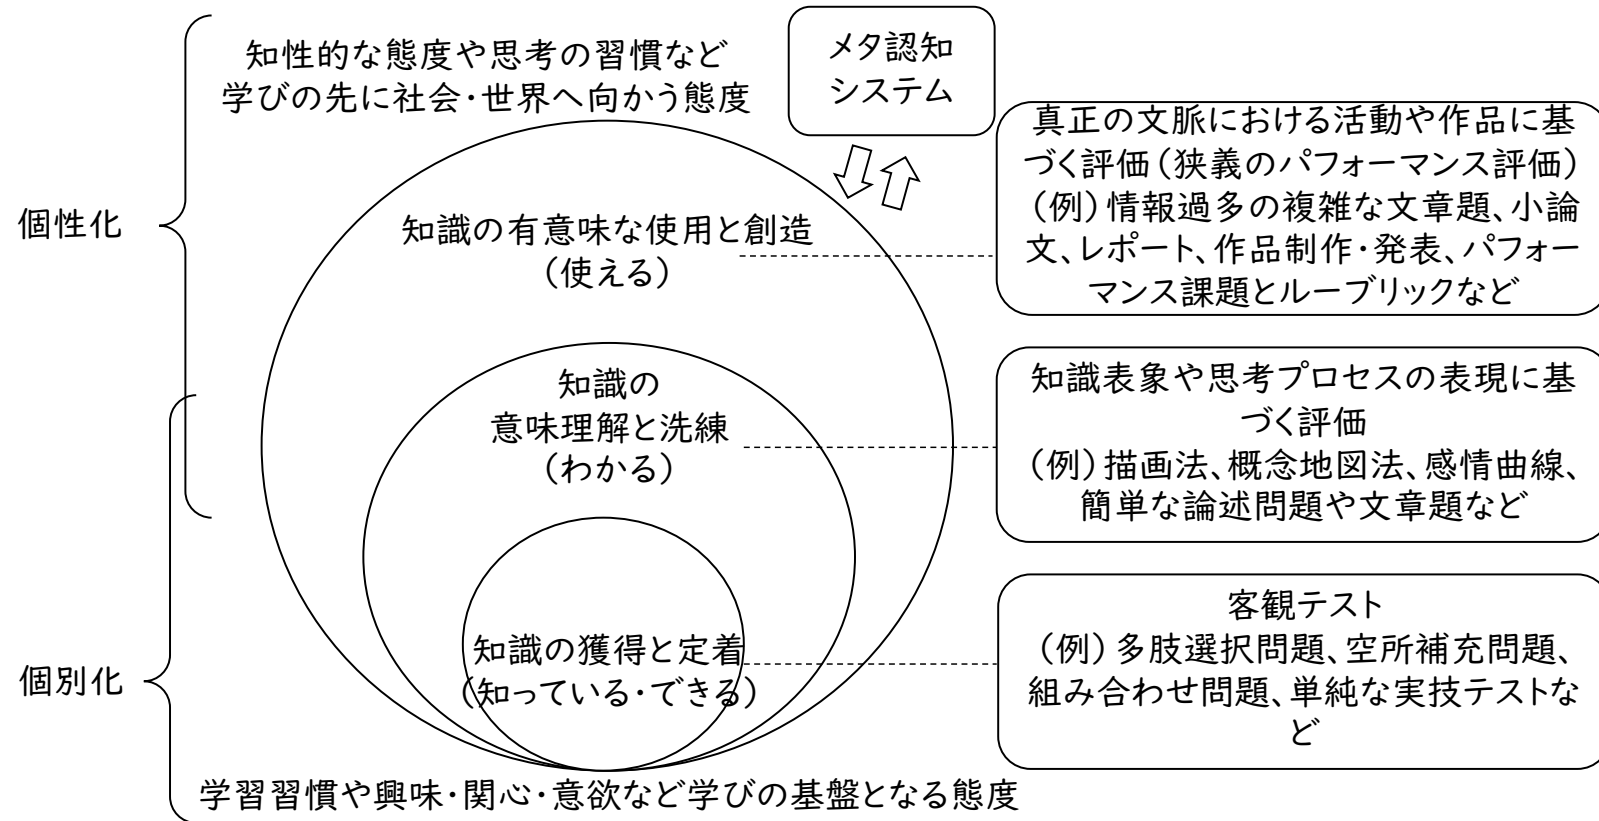 知性的な態度や思考の習慣など
学びの先に社会・世界へ向かう態度
メタ認知
システム
個性化
知識の有意味な使用と創造
(使える)
真正の文脈における活動や作品に基
づく評価(狭義のパフォーマンス評価)
(例)情報過多の複雑な文章題、小論
文、レポート、作品制作・発表、パフォー
マンス課題とルーブリックなど
知識の
意味理解と洗練
(わかる)
知識表象や思考プロセスの表現に基
づく評価
(例)描画法、概念地図法、感情曲線、
簡単な論述問題や文章題など
個別化
知識の獲得と定着
(知っている・できる)
客観テスト
(例)多肢選択問題、空所補充問題、
組み合わせ問題、単純な実技テストな
ど
学習習慣や興味・関心・意欲など学びの基盤となる態度